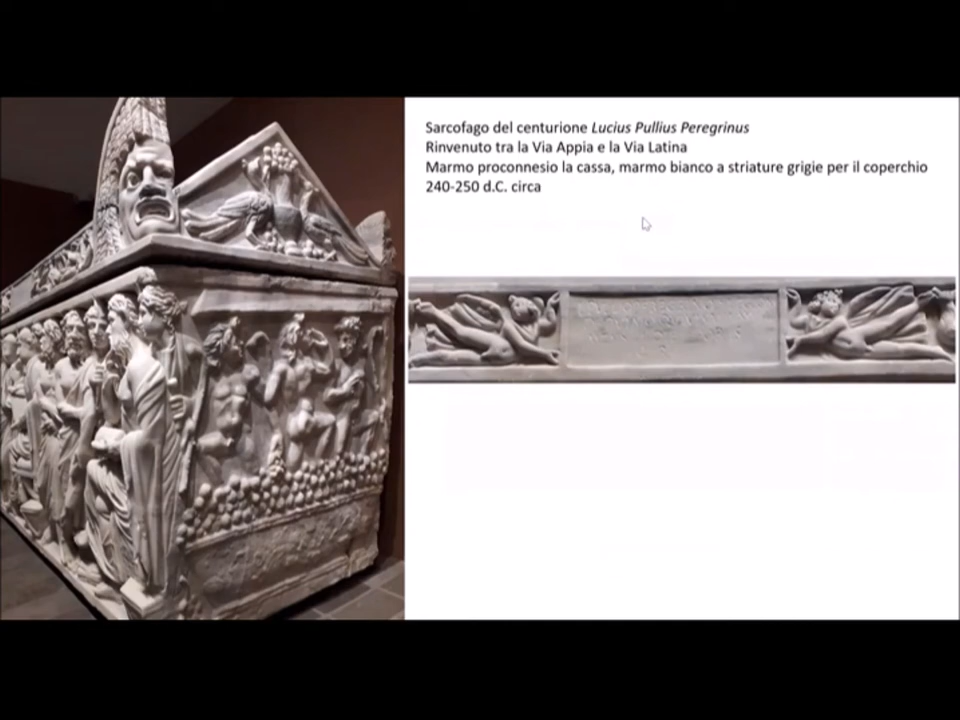 Sarcofago del centurione Lucius Pullius Peregrinus
Rinvenuto tra la Via Appia e la Via Latina
Marmo proconnesio la cassa, marmo bianco a striature grigie per il coperchio
240-250 d.C. circa